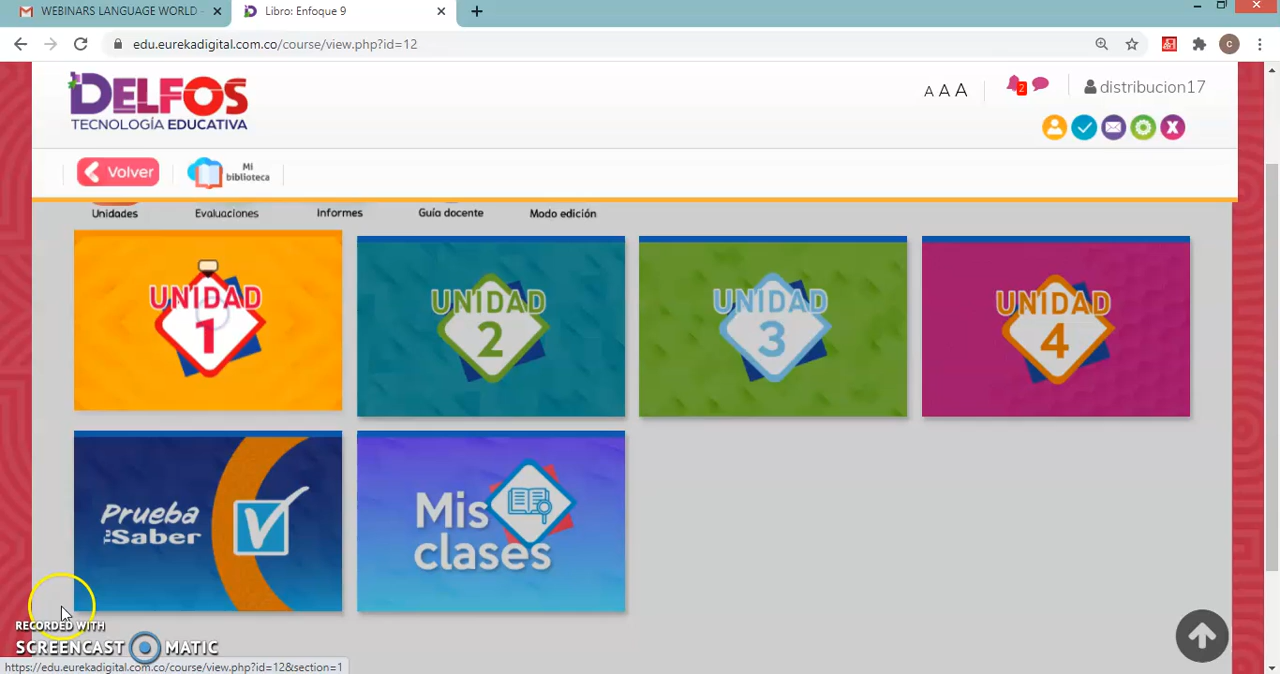 WEBINARS LANGUAGE WORLD -
Libro: Enfoque 9
edu.eurekadigital.com.co/course/view.php?id=12
c
DELFOS
TECNOLOGÍA EDUCATIVA
A A A
2
distribucion17
Volver
Mi
biblioteca
Unidades Evaluaciones Informes Guía docente Modo edición
UNIDAD
1
UNIDAD
2
UNIDAD
3
UNIDAD
4
Prueba
tu Saber
Mis
clases
RECORDED WITH
SCREENCAST MATIC
https://edu.eurekadigital.com.co/course/view.php?id=12&section=1